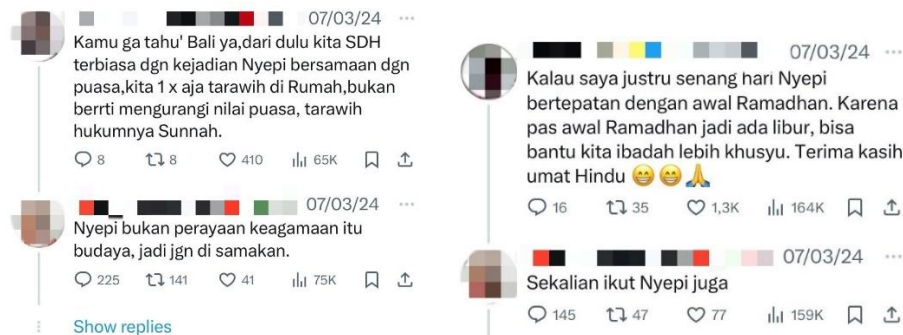 07/03/24
Kamu ga tahu' Bali ya,dari dulu kita SDH
terbiasa dgn kejadian Nyepi bersamaan dgn
puasa,kita 1 x aja tarawih di Rumah,bukan
berrti mengurangi nilai puasa, tarawih
hukumnya Sunnah.
8 8 410 65K
07/03/24
Nyepi bukan perayaan keagamaan itu
budaya, jadi jgn di samakan.
225 141 41 75K
Show replies
07/03/24
Kalau saya justru senang hari Nyepi
bertepatan dengan awal Ramadhan. Karena
pas awal Ramadhan jadi ada libur, bisa
bantu kita ibadah lebih khusyu. Terima kasih
umat Hindu 😁😁🙏
16 35 1,3K 164K
07/03/24
Sekalian ikut Nyepi juga
145 47 77 159K